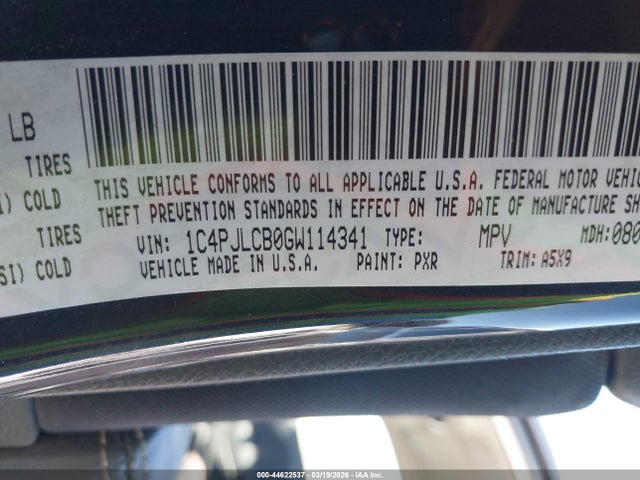 LB
TIRES
I) COLD
TIRES
SI) COLD
THIS VEHICLE CONFORMS TO ALL APPLICABLE U.S.A. FEDERAL MOTOR VEHIC
THEFT PREVENTION STANDARDS IN EFFECT ON THE DATE OF MANUFACTURE SH
VIN: 1C4PJLCB0GW114341 TYPE: MPV MDH: 080
VEHICLE MADE IN U.S.A. PAINT: PXR TRIM: A5X9
000-44622537 - 03/19/2026 - IAA Inc.